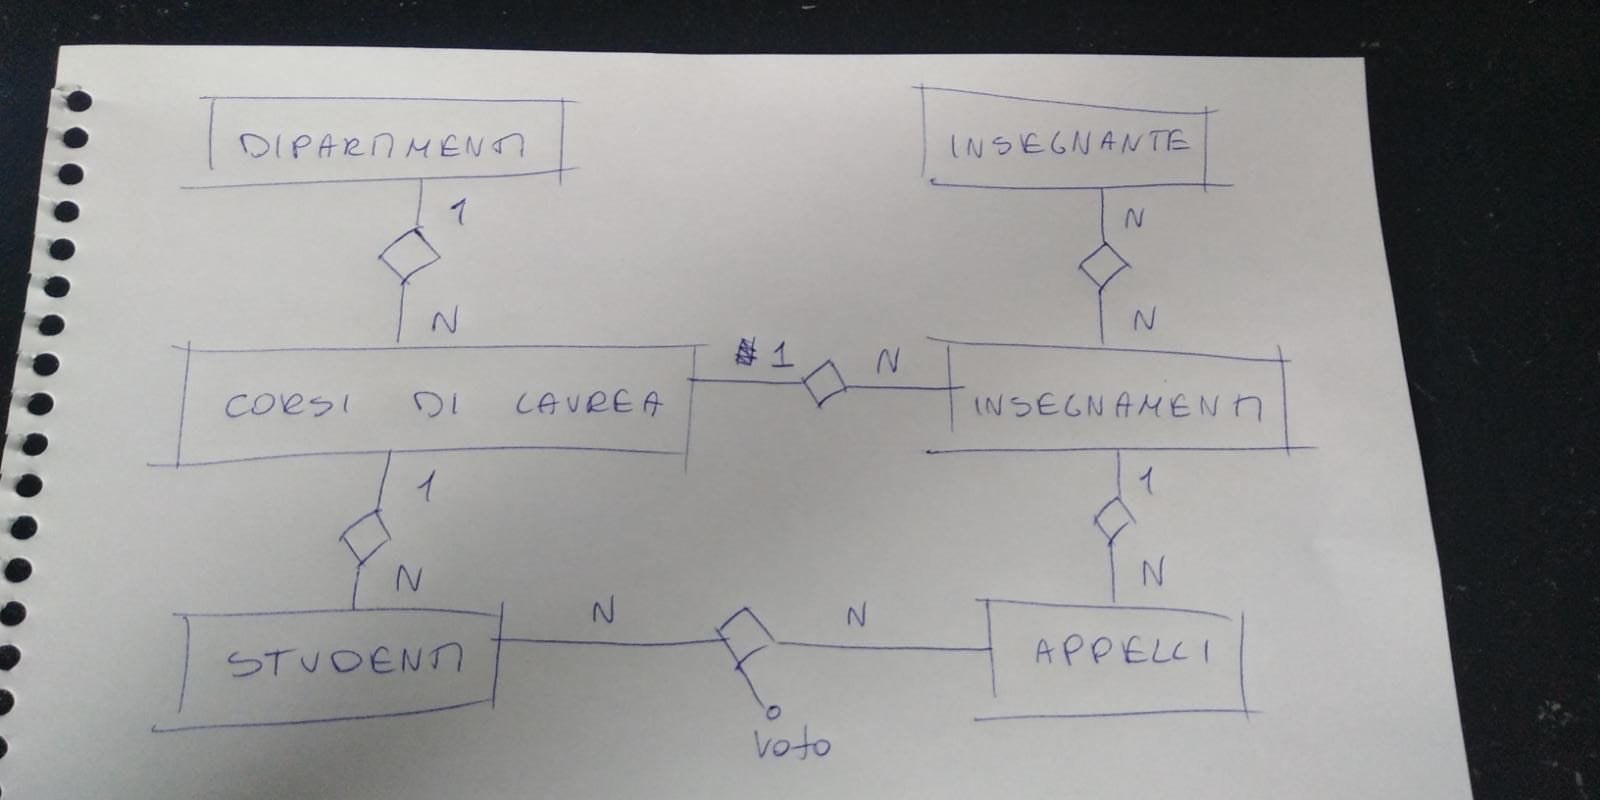 DIPARTIMENTI
INSEGNANTE
1
N
N
N
1
N
CORSI DI LAUREA
INSEGNAMENTI
1
1
N
N
N
N
STUDENTI
APPELLI
voto